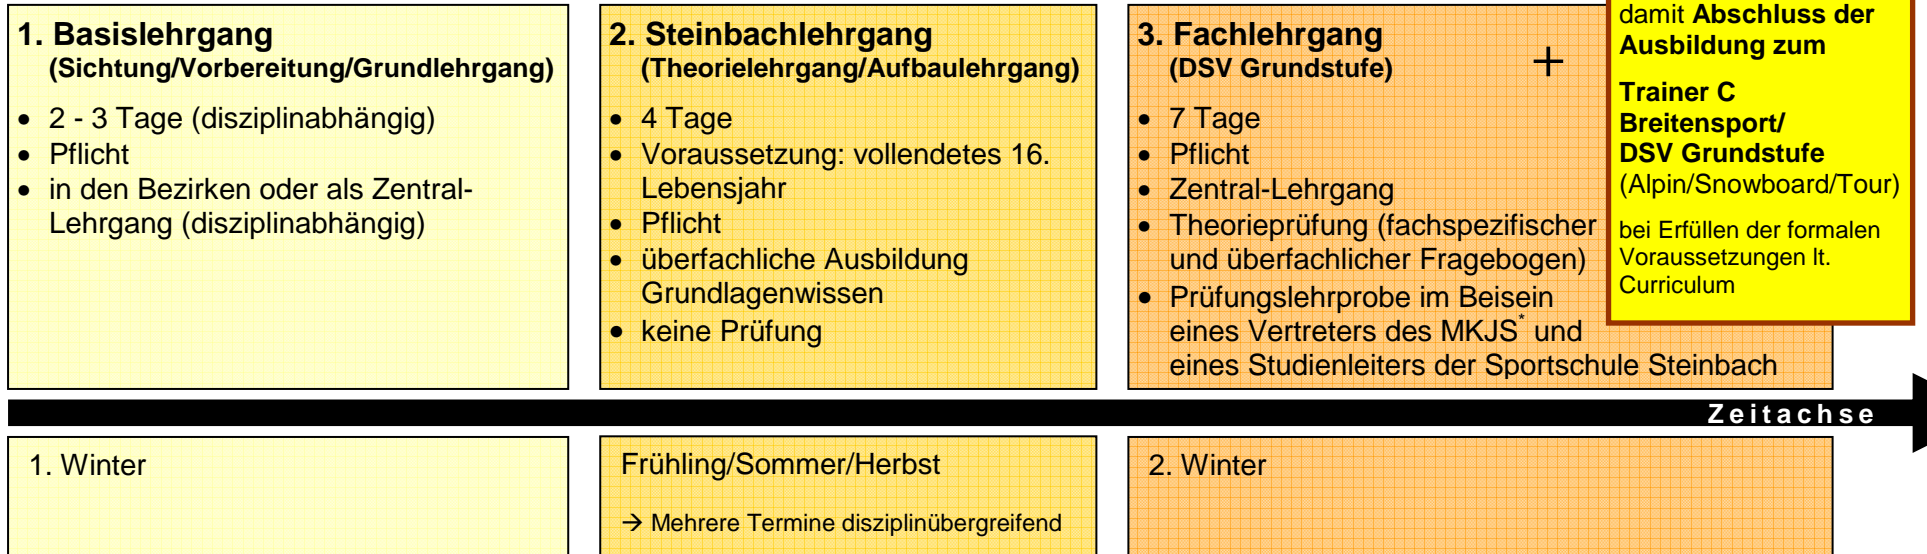 1. Basislehrgang
(Sichtung/Vorbereitung/Grundlehrgang)
• 2 - 3 Tage (disziplinabhängig)
• Pflicht
• in den Bezirken oder als Zentral-
Lehrgang (disziplinabhängig)
2. Steinbachlehrgang
(Theorielehrgang/Aufbaulehrgang)
• 4 Tage
• Voraussetzung: vollendetes 16.
Lebensjahr
• Pflicht
• überfachliche Ausbildung
Grundlagenwissen
• keine Prüfung
3. Fachlehrgang
(DSV Grundstufe)
+
• 7 Tage
• Pflicht
• Zentral-Lehrgang
• Theorieprüfung (fachspezifischer
und überfachlicher Fragebogen)
• Prüfungslehrprobe im Beisein
eines Vertreters des MKJS* und
eines Studienleiters der Sportschule Steinbach
damit Abschluss der
Ausbildung zum
Trainer C
Breitensport/
DSV Grundstufe
(Alpin/Snowboard/Tour)
bei Erfüllen der formalen
Voraussetzungen lt.
Curriculum
Zeitachse
1. Winter
Frühling/Sommer/Herbst
→ Mehrere Termine disziplinübergreifend
2. Winter